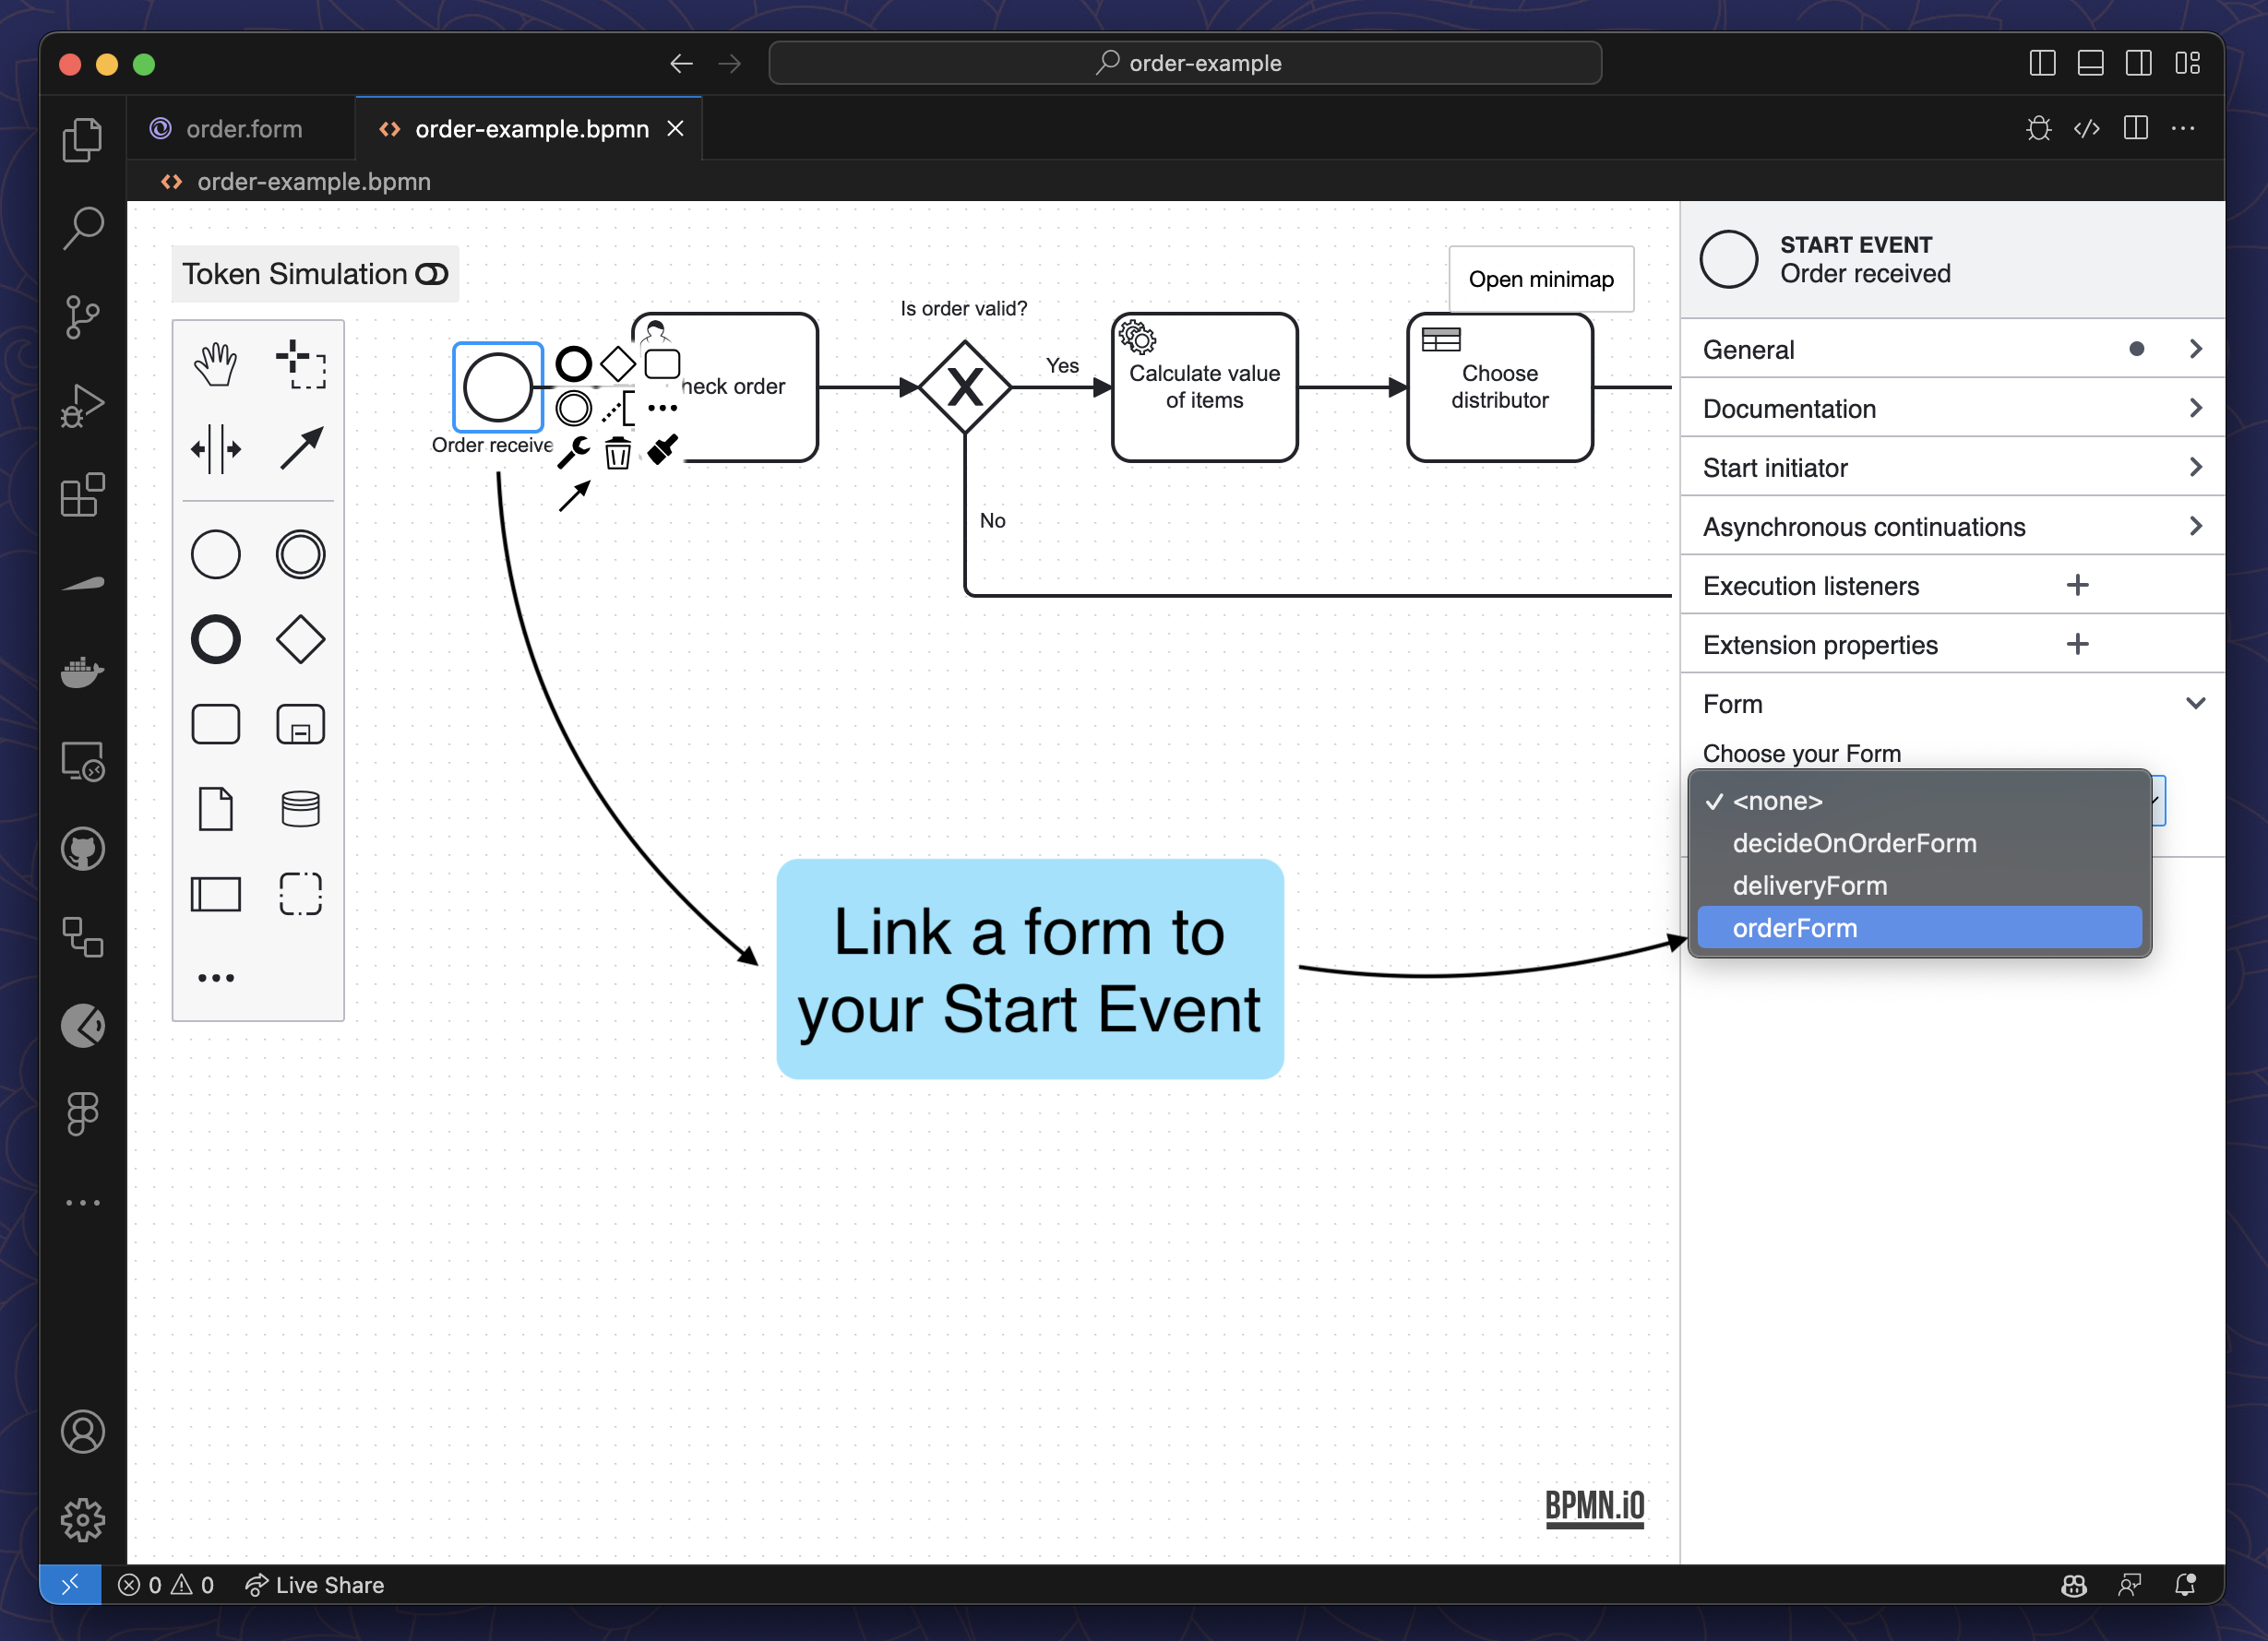 order-example
order.form
order-example.bpmn
order-example.bpmn
Token Simulation
Open minimap
Is order valid?
Yes
No
Order receive
heck order
Calculate value
of items
Choose
distributor
Link a form to
your Start Event
BPMN.iO
START EVENT
Order received
General
Documentation
Start initiator
Asynchronous continuations
Execution listeners
Extension properties
Form
Choose your Form
<none>
decideOnOrderForm
deliveryForm
orderForm
0 0 Live Share